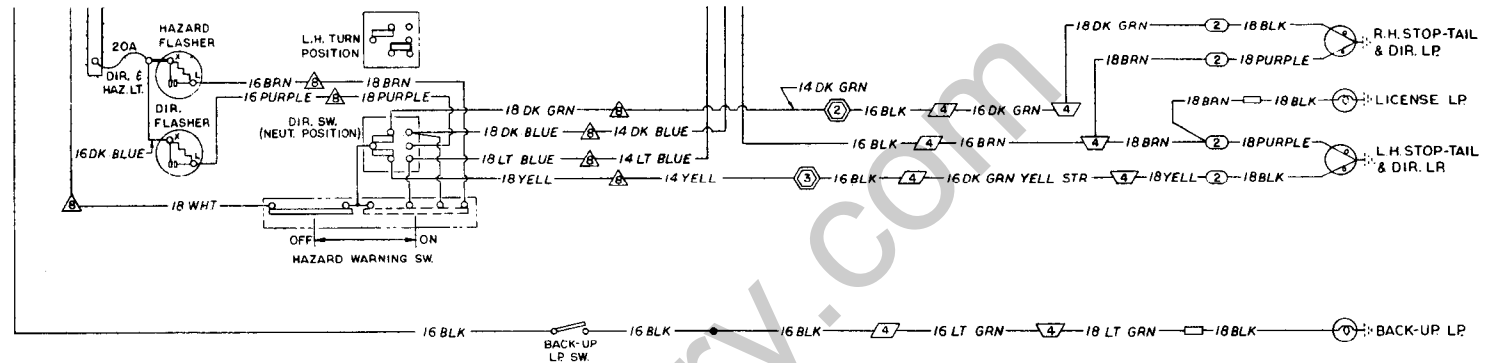 20A
HAZARD
FLASHER
X
L
DIR. &
HAZ. LT.
DIR.
FLASHER
X
L
16 DK BLUE
L.H. TURN
POSITION
16 BRN 8 18 BRN
16 PURPLE 8 18 PURPLE
DIR. SW.
(NEUT. POSITION)
18 DK GRN 8
18 DK BLUE 8 14 DK BLUE
18 LT BLUE 8 14 LT BLUE
18 YELL 8 14 YELL 3 16 BLK 4 16 DK GRN YELL STR 4 18 YELL 2 18 BLK
14 DK GRN
2 16 BLK 4 16 DK GRN 4
18 DK GRN 2 18 BLK
18 BRN 2 18 PURPLE
R.H. STOP-TAIL
& DIR. LP.
18 BRN 18 BLK LICENSE LP.
16 BLK 4 16 BRN 4 18 BRN 2 18 PURPLE
L.H. STOP-TAIL
& DIR. LP.
8 18 WHT
OFF ON
HAZARD WARNING SW.
16 BLK 16 BLK 16 BLK 4 16 LT GRN 4 18 LT GRN 18 BLK BACK-UP LP.
BACK-UP
LP. SW.
ry.com